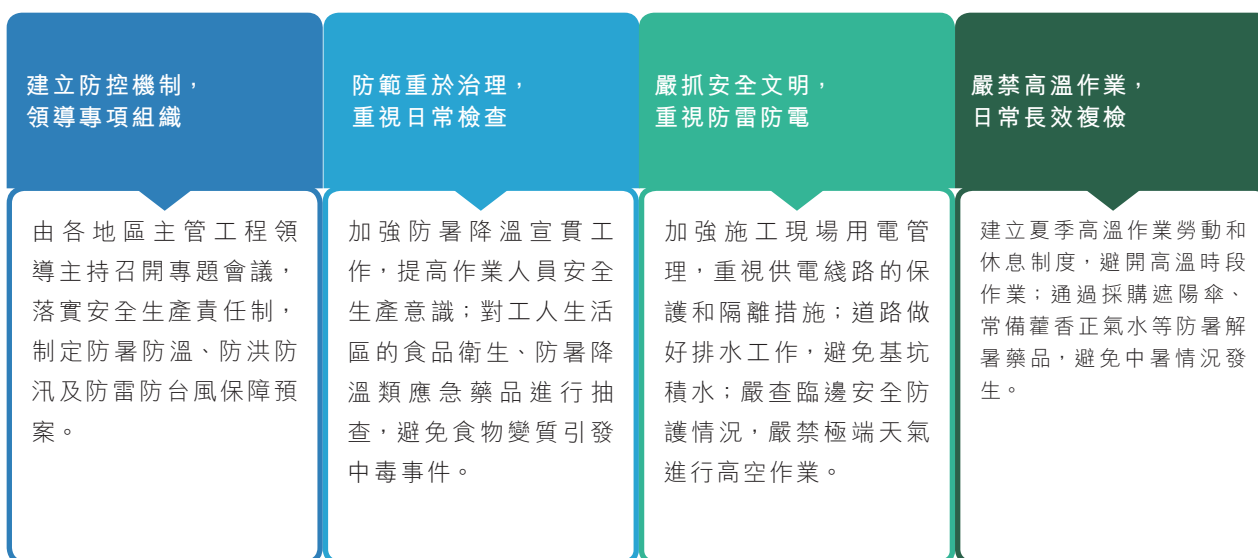 建立防控機制，
領導專項組織
由各地區主管工程領
導主持召開專題會議，
落實安全生產責任制，
制定防暑防溫、防洪防
汛及防雷防台風保障預
案。
防範重於治理，
重視日常檢查
加強防暑降溫宣貫工
作，提高作業人員安全
生產意識；對工人生活
區的食品衛生、防暑降
溫類應急藥品進行抽
查，避免食物變質引發
中毒事件。
嚴抓安全文明，
重視防雷防電
加強施工現場用電管
理，重視供電綫路的保
護和隔離措施；道路做
好排水工作，避免基坑
積水；嚴查臨邊安全防
護情況，嚴禁極端天氣
進行高空作業。
嚴禁高溫作業，
日常長效複檢
建立夏季高溫作業勞動和
休息制度，避開高溫時段
作業；通過採購遮陽傘、
常備藿香正氣水等防暑解
暑藥品，避免中暑情況發
生。